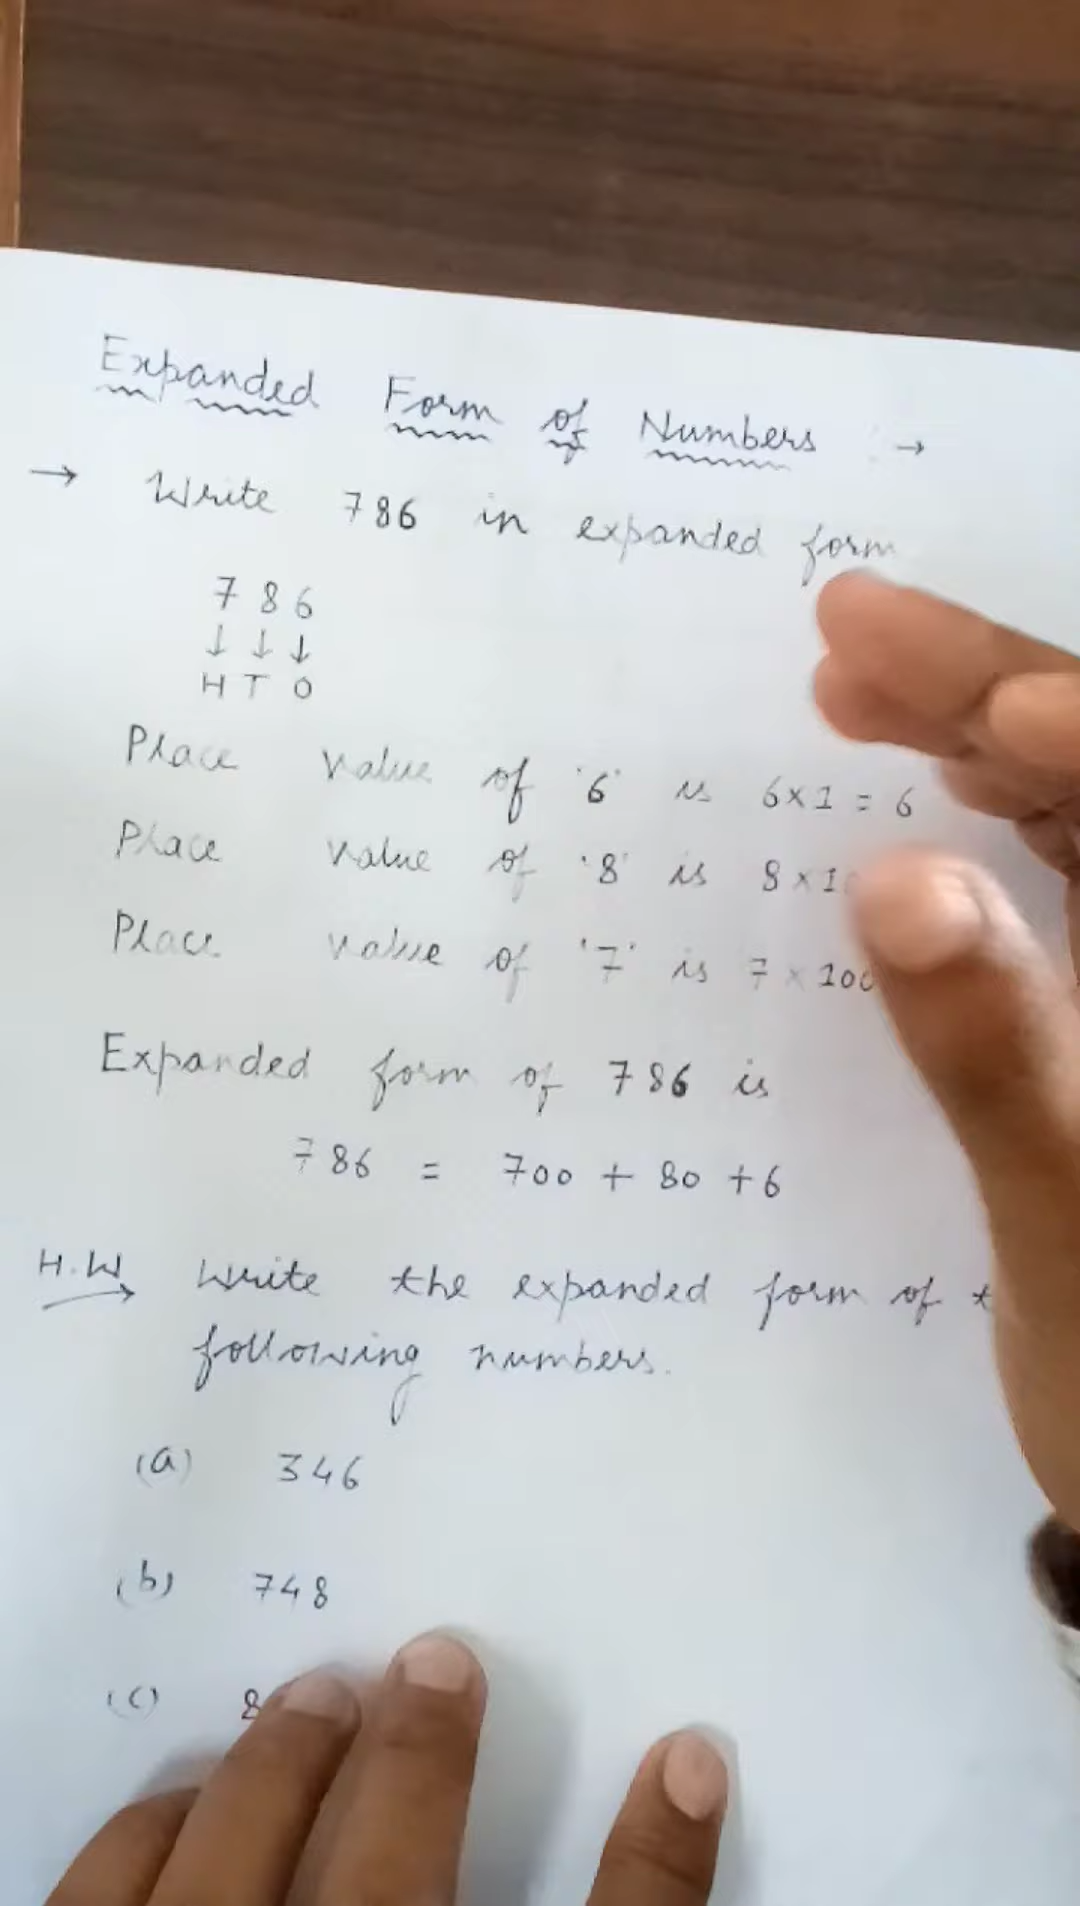 Expanded Form of Numbers :→
→ Write 786 in expanded form
7 8 6
↓ ↓ ↓
H T O
Place value of '6' is 6×1 = 6
Place value of '8' is 8×1
Place value of '7' is 7×100
Expanded form of 786 is
786 = 700 + 80 + 6
H.W → Write the expanded form of
following numbers.
(a) 346
(b) 748
(c) 8